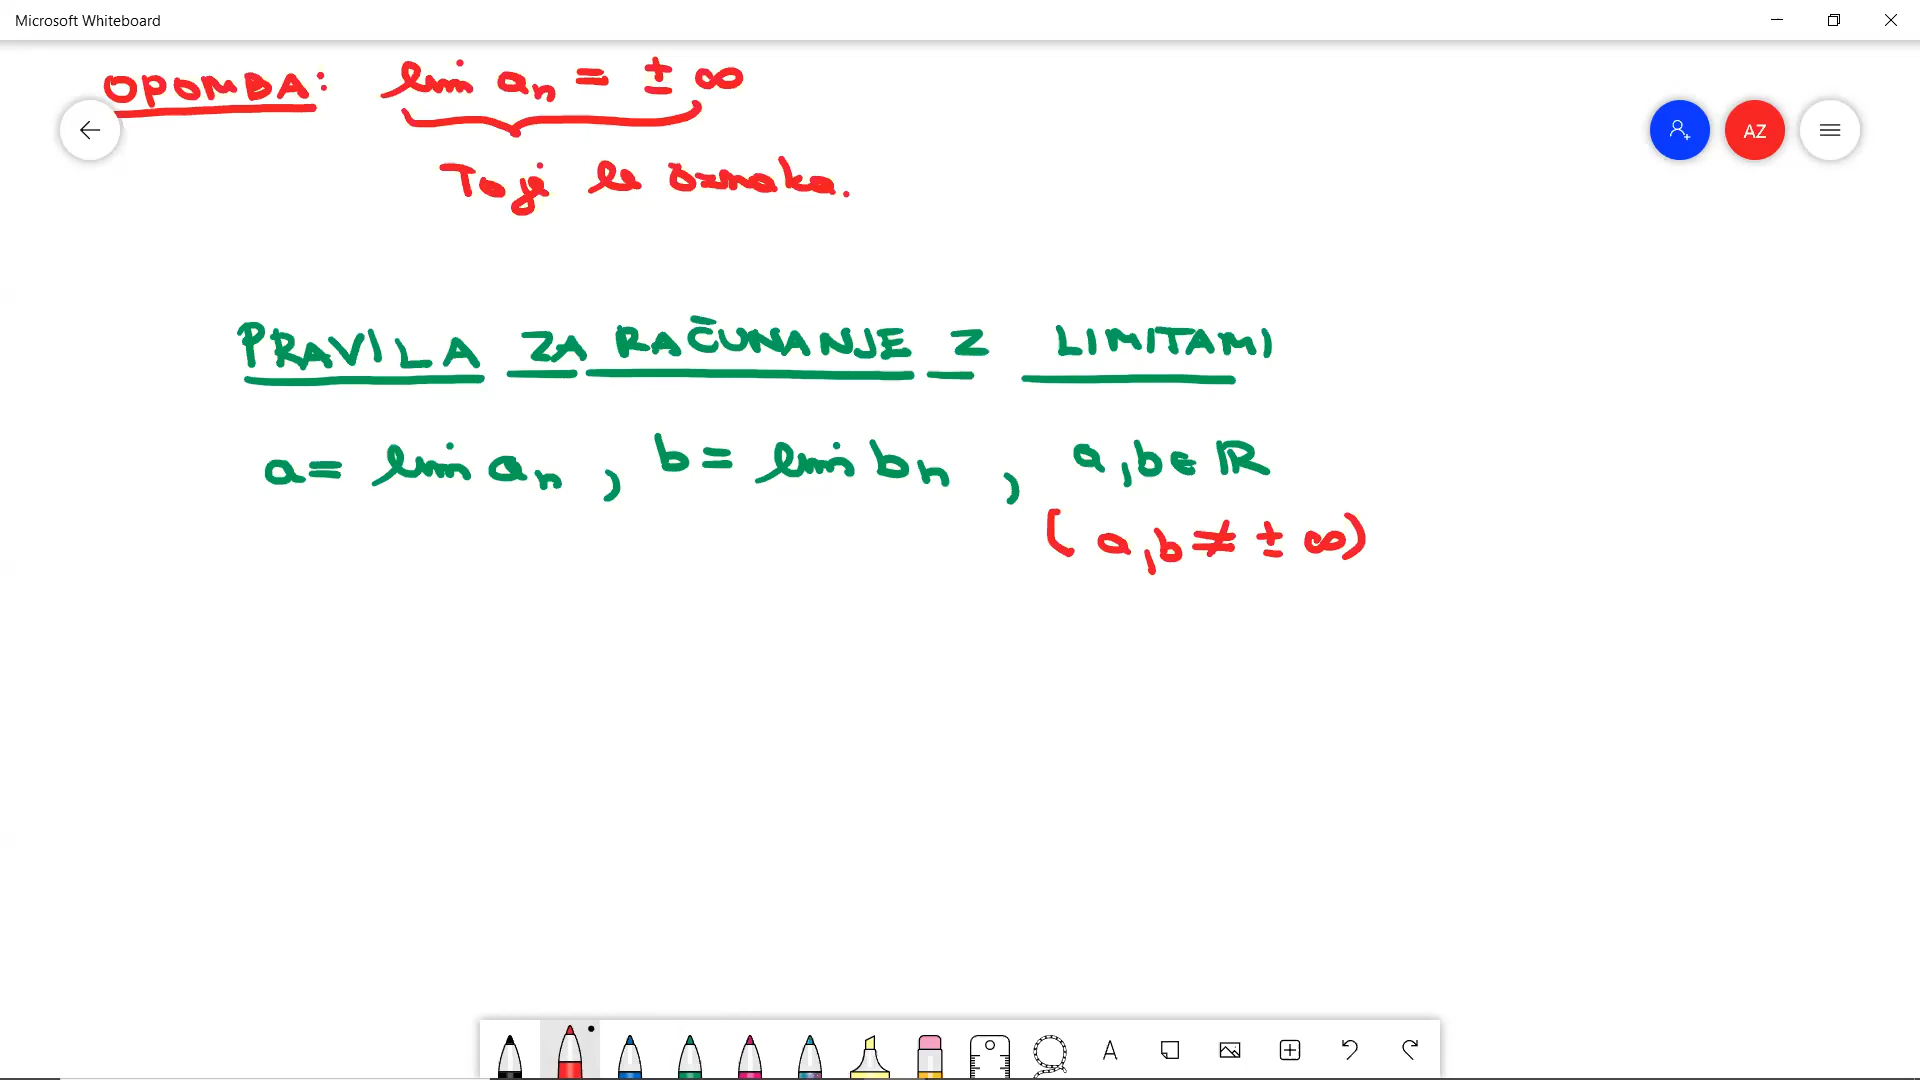 Microsoft Whiteboard
OPOMBA: lim aₙ = ± ∞
To je le oznaka.
AZ
PRAVILA ZA RAČUNANJE Z LIMITAMI
a = lim aₙ , b = lim bₙ , a, b ∈ ℝ
(a, b ≠ ± ∞)